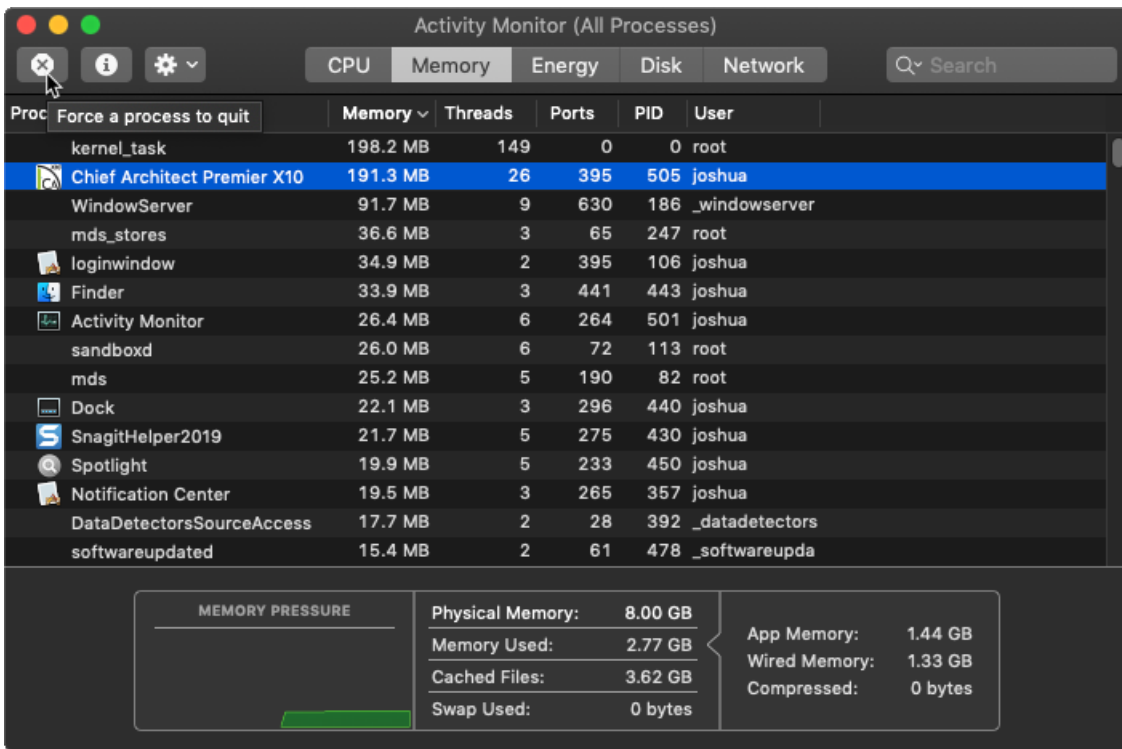 Activity Monitor (All Processes)
CPU Memory Energy Disk Network Search
Proc Memory Threads Ports PID User
Force a process to quit
kernel_task 198.2 MB 149 0 0 root
Chief Architect Premier X10 191.3 MB 26 395 505 joshua
WindowServer 91.7 MB 9 630 186 _windowserver
mds_stores 36.6 MB 3 65 247 root
loginwindow 34.9 MB 2 395 106 joshua
Finder 33.9 MB 3 441 443 joshua
Activity Monitor 26.4 MB 6 264 501 joshua
sandboxd 26.0 MB 6 72 113 root
mds 25.2 MB 5 190 82 root
Dock 22.1 MB 3 296 440 joshua
SnagitHelper2019 21.7 MB 5 275 430 joshua
Spotlight 19.9 MB 5 233 450 joshua
Notification Center 19.5 MB 3 265 357 joshua
DataDetectorsSourceAccess 17.7 MB 2 28 392 _datadetectors
softwareupdated 15.4 MB 2 61 478 _softwareupda
MEMORY PRESSURE
Physical Memory: 8.00 GB
Memory Used: 2.77 GB
Cached Files: 3.62 GB
Swap Used: 0 bytes
App Memory: 1.44 GB
Wired Memory: 1.33 GB
Compressed: 0 bytes